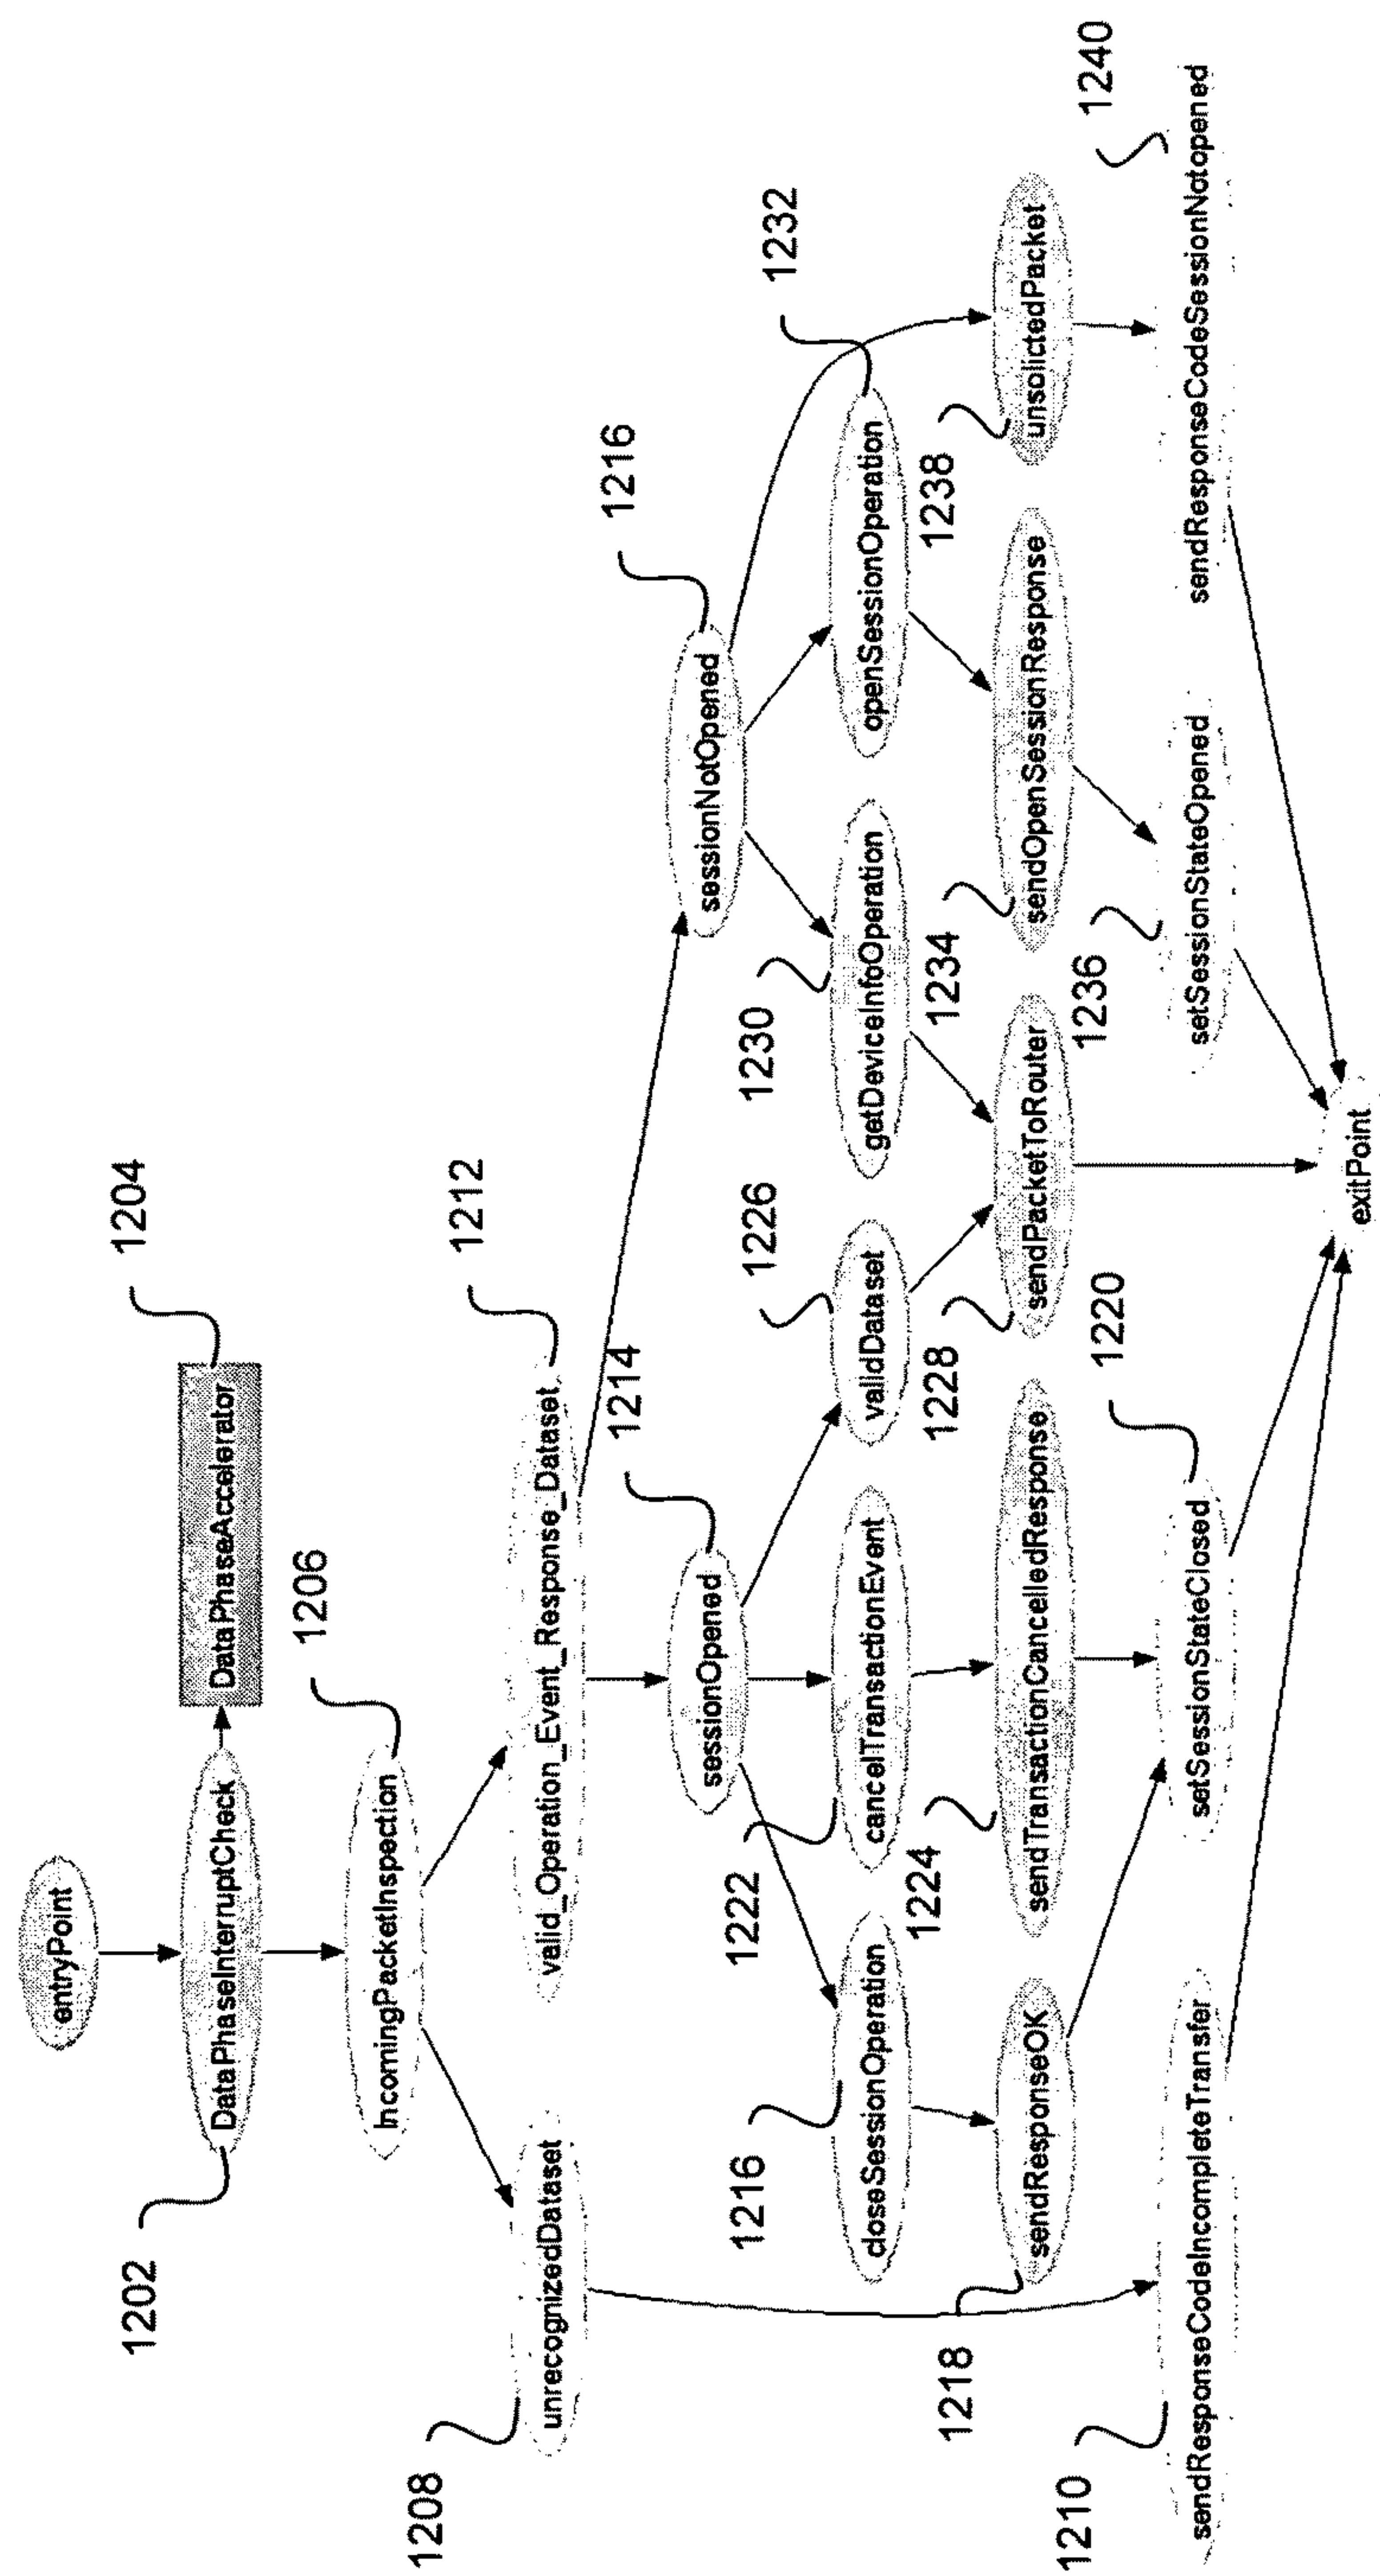 entryPoint
1202
DataPhaseInterruptCheck
DataPhaseAccelerator
1204
IncomingPacketInspection
1206
1208
unrecognizedDataset
valid_Operation_Event_Response_Dataset
1212
sessionOpened
1214
sessionNotOpened
1216
1216
closeSessionOperation
1222
cancelTransactionEvent
validDataset
1226
1230
getDeviceInfoOperation
openSessionOperation
1232
1218
sendResponseOK
1224
sendTransactionCancelledResponse
1228
sendPacketToRouter
1234
sendOpenSessionResponse
1238
unsolictedPacket
1210
sendResponseCodeIncompleteTransfer
setSessionStateClosed
1220
1236
setSessionStateOpened
sendResponseCodeSessionNotopened
1240
exitPoint